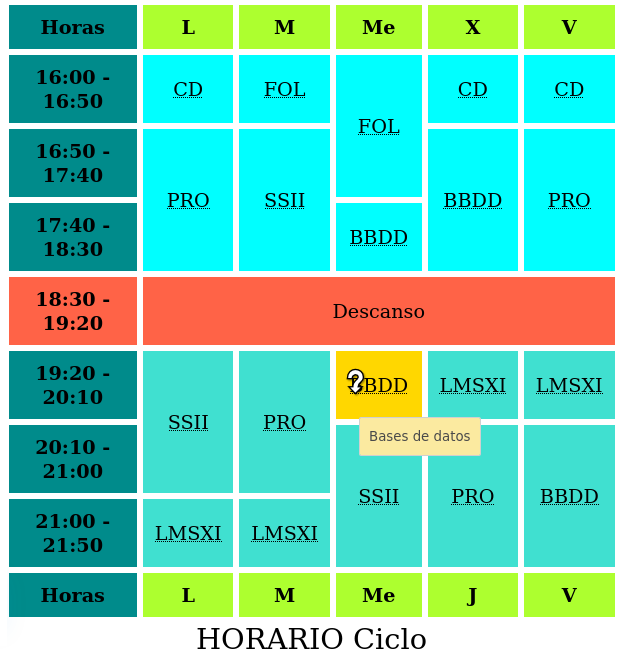 Horas L M Me X V
16:00 -
16:50
CD FOL FOL CD CD
16:50 -
17:40
PRO SSII BBDD PRO
17:40 -
18:30
BBDD
18:30 -
19:20
Descanso
19:20 -
20:10
SSII PRO BBDD LMSXI LMSXI
Bases de datos
20:10 -
21:00
SSII PRO BBDD
21:00 -
21:50
LMSXI LMSXI
Horas L M Me J V
HORARIO Ciclo